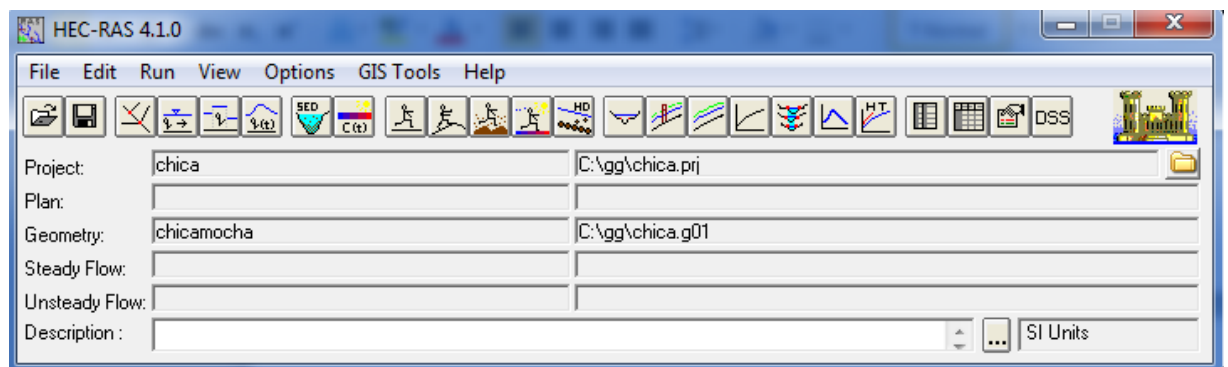 HEC-RAS 4.1.0
File Edit Run View Options GIS Tools Help
SED C(t) HD HT DSS
Project: chica C:\gg\chica.prj
Plan:
Geometry: chicamocha C:\gg\chica.g01
Steady Flow:
Unsteady Flow:
Description : ... SI Units